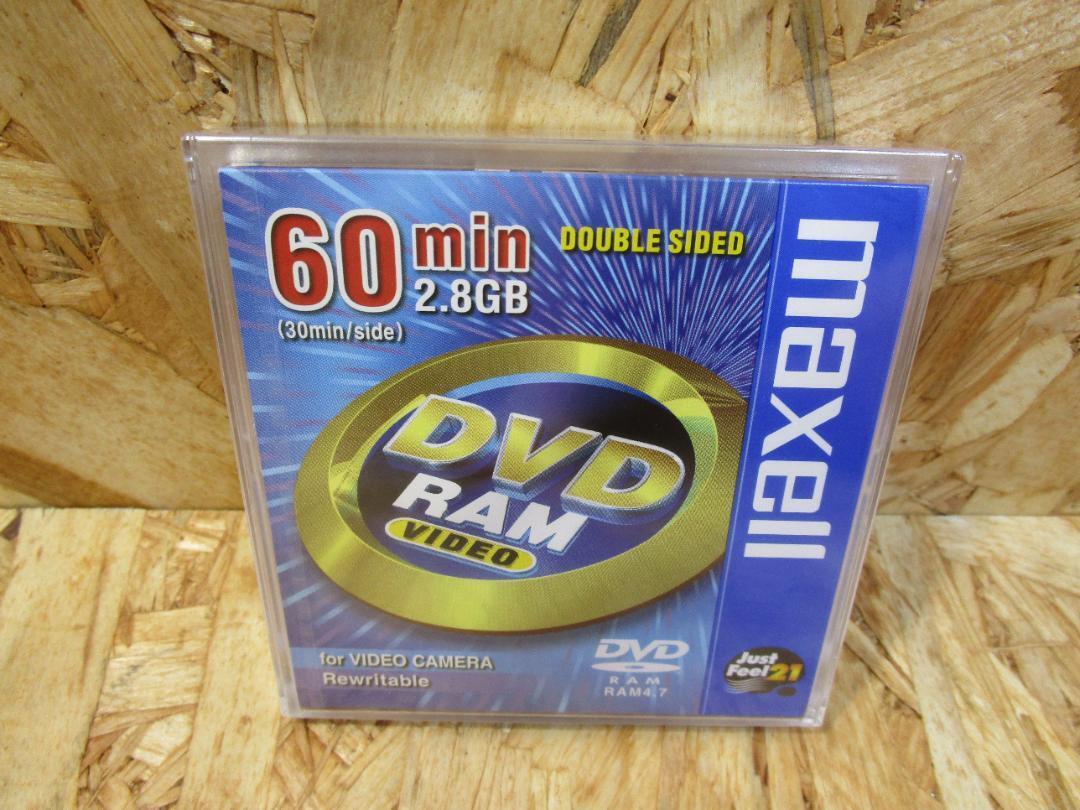 60 min
2.8GB
(30min/side)
DOUBLE SIDED
maxell
DVD
RAM
VIDEO
for VIDEO CAMERA
Rewritable
DVD
RAM
RAM4.7
Just
Feel 21